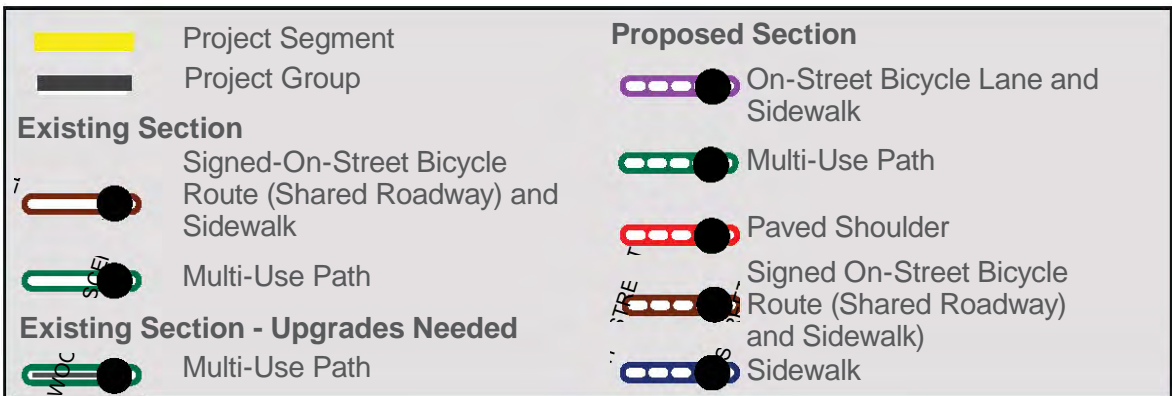 Project Segment
Project Group
Existing Section
Signed-On-Street Bicycle
Route (Shared Roadway) and
Sidewalk
Multi-Use Path
Existing Section - Upgrades Needed
Multi-Use Path
Proposed Section
On-Street Bicycle Lane and
Sidewalk
Multi-Use Path
Paved Shoulder
Signed On-Street Bicycle
Route (Shared Roadway)
and Sidewalk)
Sidewalk